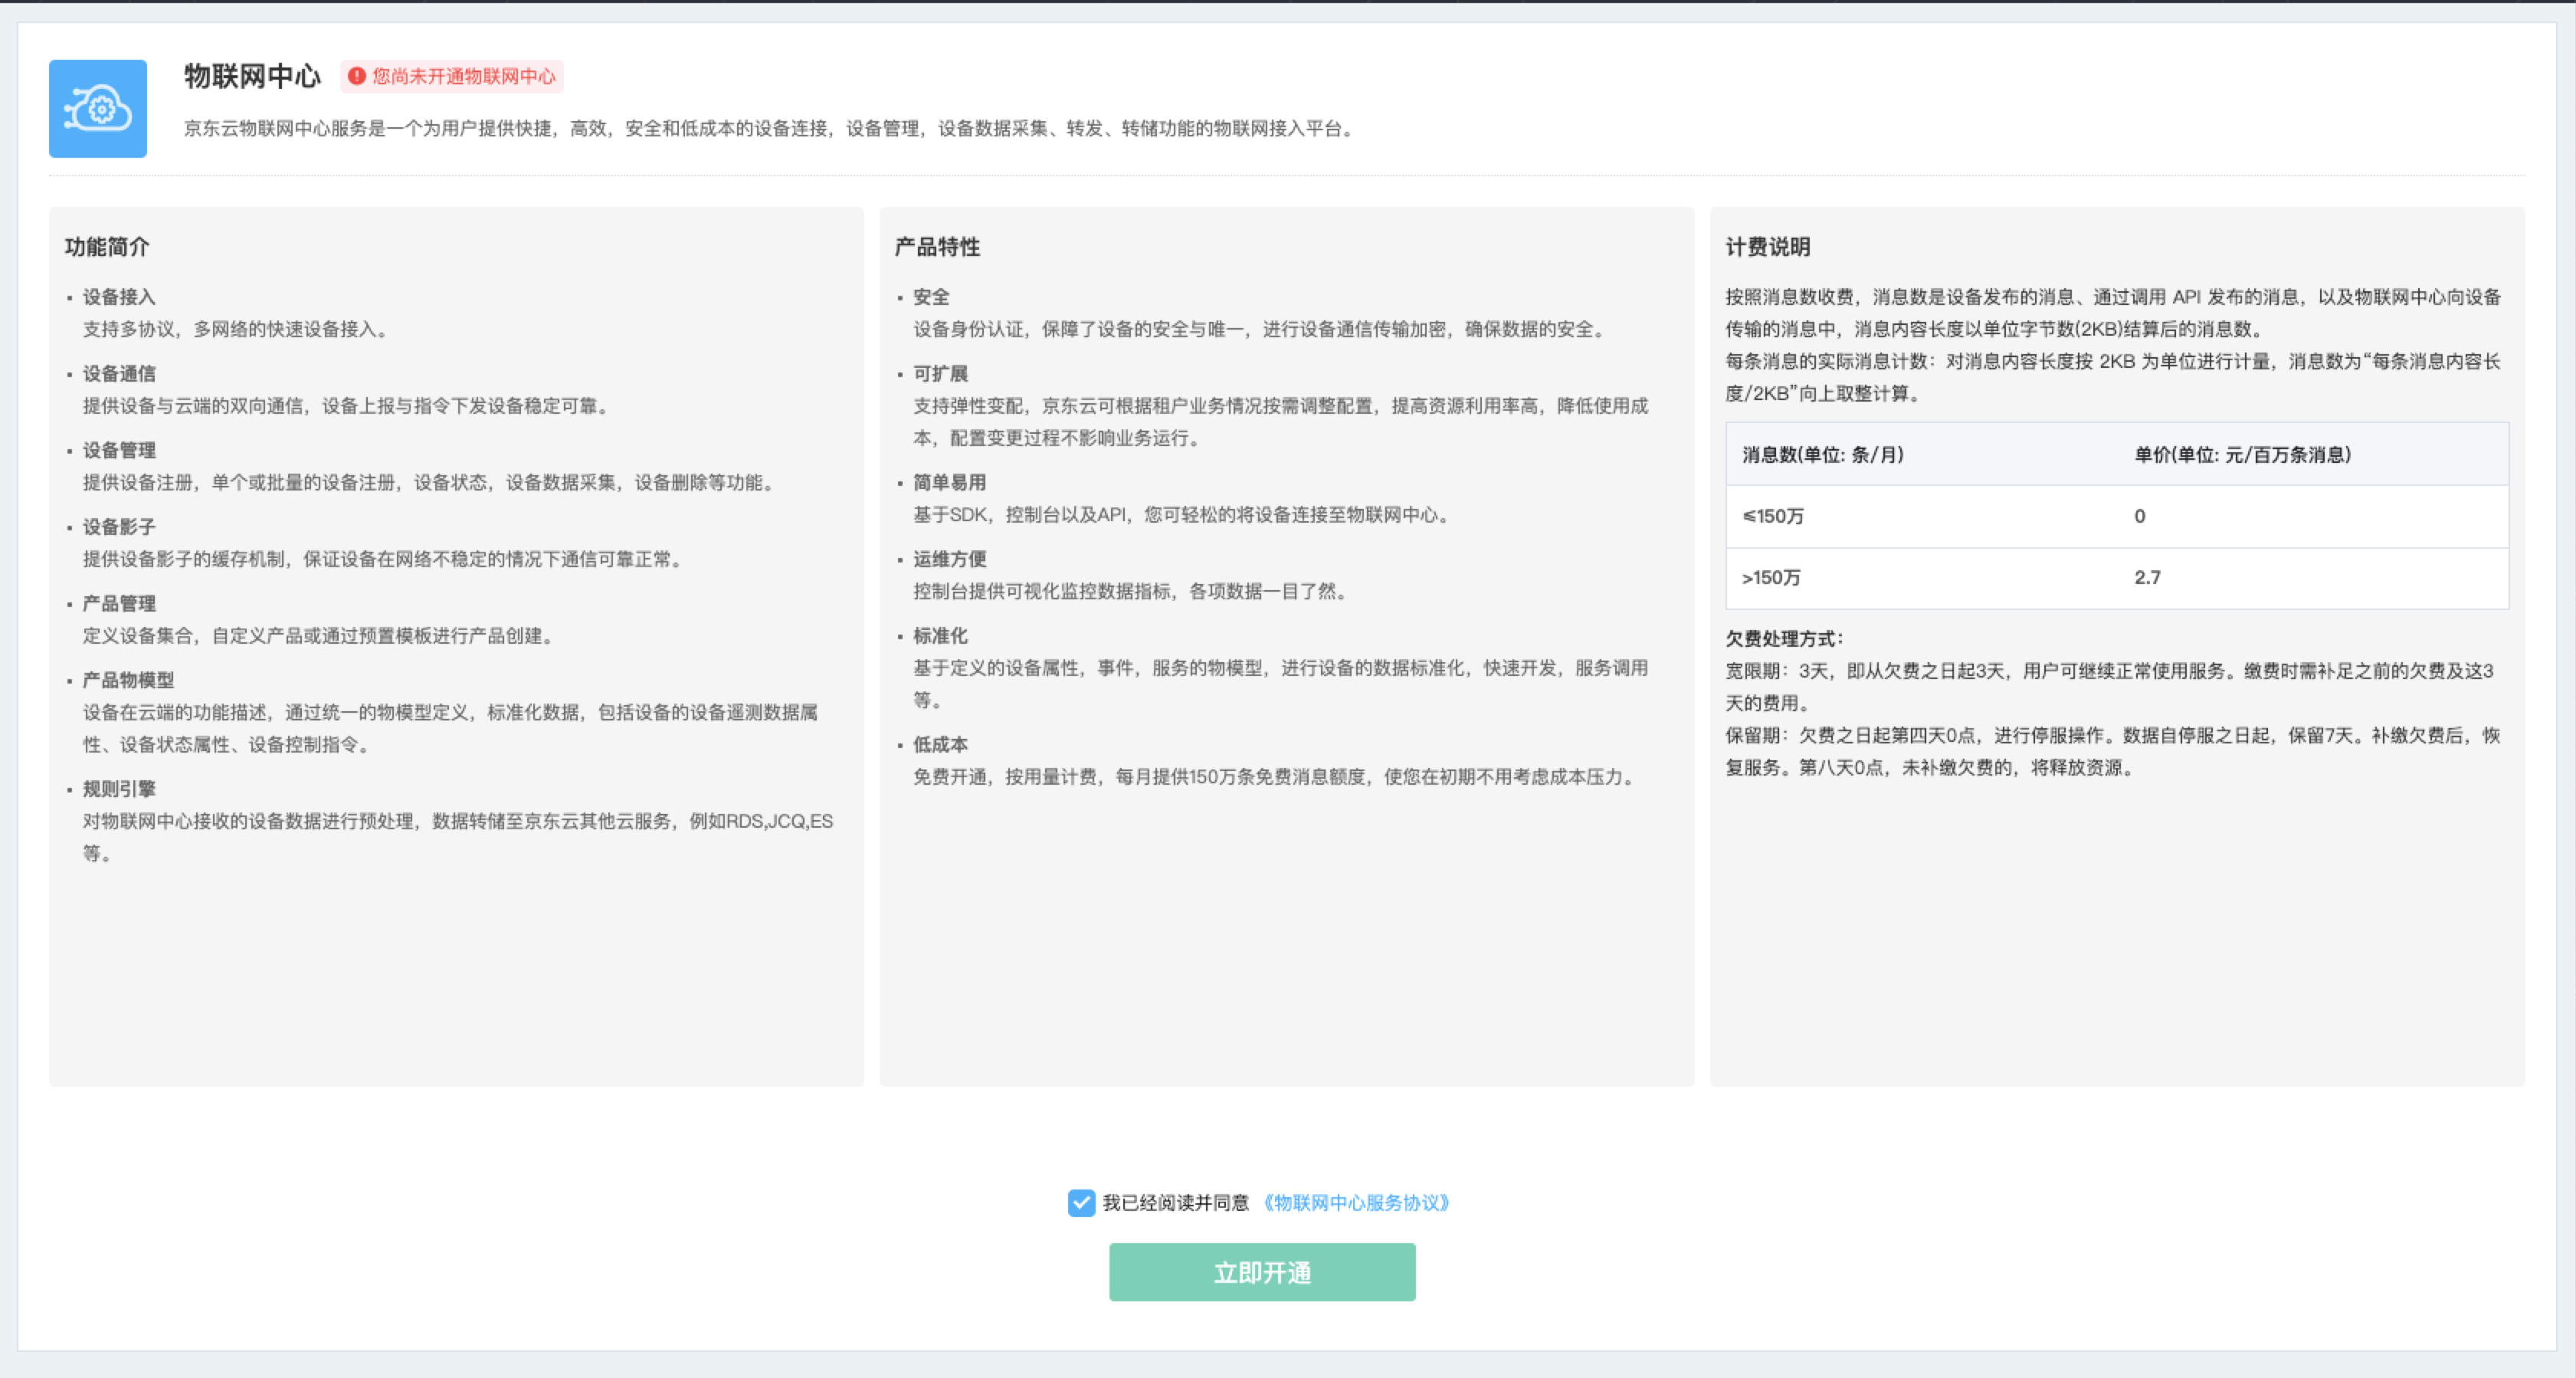 物联网中心
您尚未开通物联网中心
京东云物联网中心服务是一个为用户提供快捷，高效，安全和低成本的设备连接，设备管理，设备数据采集、转发、转储功能的物联网接入平台。
功能简介
设备接入
支持多协议，多网络的快速设备接入。
设备通信
提供设备与云端的双向通信，设备上报与指令下发设备稳定可靠。
设备管理
提供设备注册，单个或批量的设备注册，设备状态，设备数据采集，设备删除等功能。
设备影子
提供设备影子的缓存机制，保证设备在网络不稳定的情况下通信可靠正常。
产品管理
定义设备集合，自定义产品或通过预置模板进行产品创建。
产品物模型
设备在云端的功能描述，通过统一的物模型定义，标准化数据，包括设备的设备遥测数据属
性、设备状态属性、设备控制指令。
规则引擎
对物联网中心接收的设备数据进行预处理，数据转储至京东云其他云服务，例如RDS,JCQ,ES
等。
产品特性
安全
设备身份认证，保障了设备的安全与唯一，进行设备通信传输加密，确保数据的安全。
可扩展
支持弹性变配，京东云可根据租户业务情况按需调整配置，提高资源利用率高，降低使用成
本，配置变更过程不影响业务运行。
简单易用
基于SDK，控制台以及API，您可轻松的将设备连接至物联网中心。
运维方便
控制台提供可视化监控数据指标，各项数据一目了然。
标准化
基于定义的设备属性，事件，服务的物模型，进行设备的数据标准化，快速开发，服务调用
等。
低成本
免费开通，按用量计费，每月提供150万条免费消息额度，使您在初期不用考虑成本压力。
计费说明
按照消息数收费，消息数是设备发布的消息、通过调用 API 发布的消息，以及物联网中心向设备
传输的消息中，消息内容长度以单位字节数(2KB)结算后的消息数。
每条消息的实际消息计数：对消息内容长度按 2KB 为单位进行计量，消息数为“每条消息内容长
度/2KB”向上取整计算。
消息数(单位: 条/月) 单价(单位: 元/百万条消息)
≤150万 0
>150万 2.7
欠费处理方式：
宽限期：3天，即从欠费之日起3天，用户可继续正常使用服务。缴费时需补足之前的欠费及这3
天的费用。
保留期：欠费之日起第四天0点，进行停服操作。数据自停服之日起，保留7天。补缴欠费后，恢
复服务。第八天0点，未补缴欠费的，将释放资源。
我已经阅读并同意 《物联网中心服务协议》
立即开通